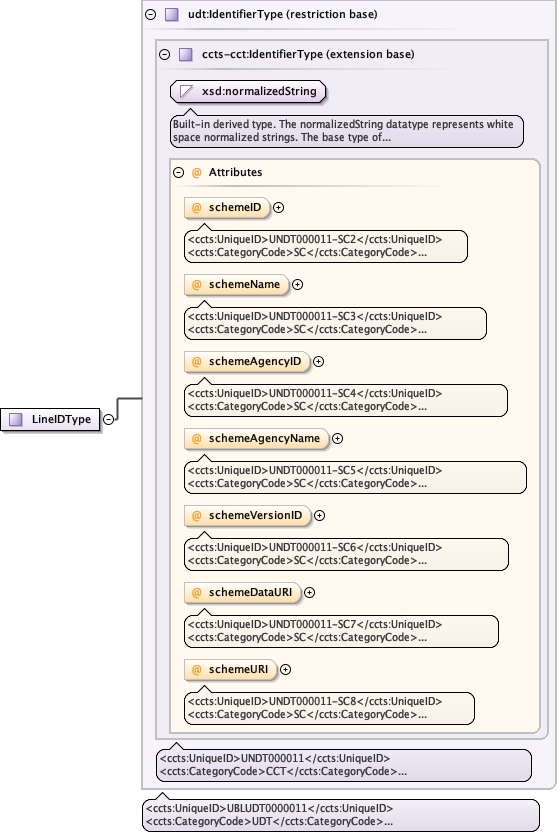 udt:IdentifierType (restriction base)
ccts-cct:IdentifierType (extension base)
xsd:normalizedString
Built-in derived type. The normalizedString datatype represents white
space normalized strings. The base type of...
@ Attributes
@ schemeID
<ccts:UniqueID>UNDT000011-SC2</ccts:UniqueID>
<ccts:CategoryCode>SC</ccts:CategoryCode>...
@ schemeName
<ccts:UniqueID>UNDT000011-SC3</ccts:UniqueID>
<ccts:CategoryCode>SC</ccts:CategoryCode>...
@ schemeAgencyID
<ccts:UniqueID>UNDT000011-SC4</ccts:UniqueID>
<ccts:CategoryCode>SC</ccts:CategoryCode>...
LineIDType
@ schemeAgencyName
<ccts:UniqueID>UNDT000011-SC5</ccts:UniqueID>
<ccts:CategoryCode>SC</ccts:CategoryCode>...
@ schemeVersionID
<ccts:UniqueID>UNDT000011-SC6</ccts:UniqueID>
<ccts:CategoryCode>SC</ccts:CategoryCode>...
@ schemeDataURI
<ccts:UniqueID>UNDT000011-SC7</ccts:UniqueID>
<ccts:CategoryCode>SC</ccts:CategoryCode>...
@ schemeURI
<ccts:UniqueID>UNDT000011-SC8</ccts:UniqueID>
<ccts:CategoryCode>SC</ccts:CategoryCode>...
<ccts:UniqueID>UNDT000011</ccts:UniqueID>
<ccts:CategoryCode>CCT</ccts:CategoryCode>...
<ccts:UniqueID>UBLUDT0000011</ccts:UniqueID>
<ccts:CategoryCode>UDT</ccts:CategoryCode>...